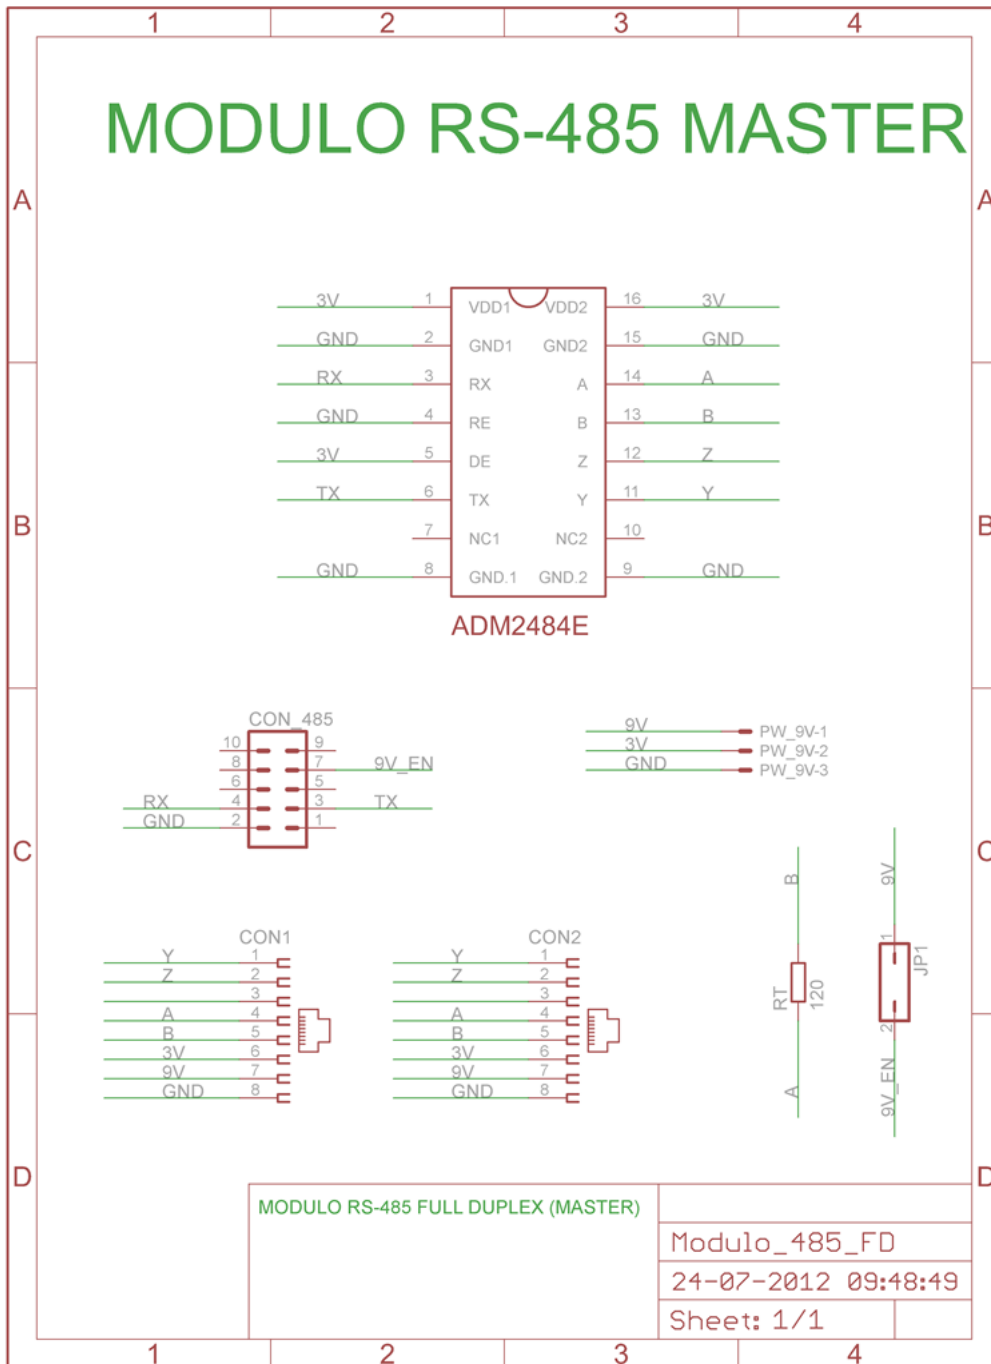 1 2 3 4
MODULO RS-485 MASTER
A A
3V 1 VDD1 VDD2 16 3V
GND 2 GND1 GND2 15 GND
RX 3 RX A 14 A
GND 4 RE B 13 B
3V 5 DE Z 12 Z
TX 6 TX Y 11 Y
7 NC1 NC2 10
GND 8 GND.1 GND.2 9 GND
B B
ADM2484E
CON_485
10 9
8 7 9V_EN
6 5
RX 4 3 TX
GND 2 1
9V PW_9V-1
3V PW_9V-2
GND PW_9V-3
C C
CON1
Y 1
Z 2
3
A 4
B 5
3V 6
9V 7
GND 8
CON2
Y 1
Z 2
3
A 4
B 5
3V 6
9V 7
GND 8
B
RT
120
A
9V
1
JP1
2
9V_EN
D D
MODULO RS-485 FULL DUPLEX (MASTER)
Modulo_485_FD
24-07-2012 09:48:49
Sheet: 1/1
1 2 3 4